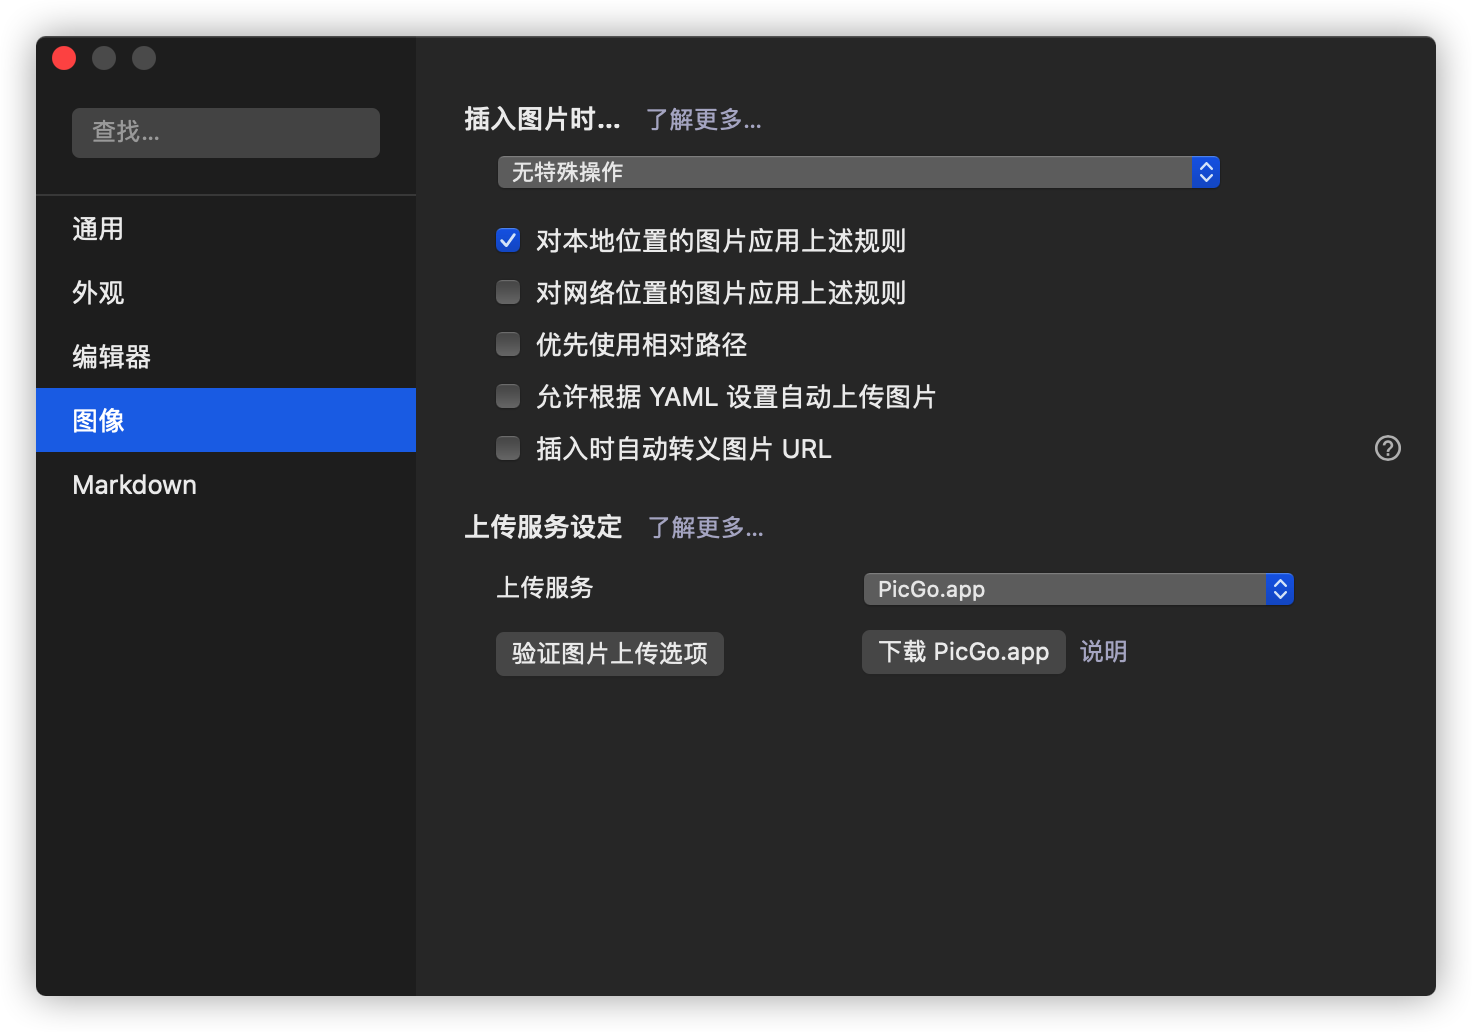 查找...
通用
外观
编辑器
图像
Markdown
插入图片时... 了解更多...
无特殊操作
对本地位置的图片应用上述规则
对网络位置的图片应用上述规则
优先使用相对路径
允许根据 YAML 设置自动上传图片
插入时自动转义图片 URL
?
上传服务设定 了解更多...
上传服务 PicGo.app
验证图片上传选项 下载 PicGo.app 说明